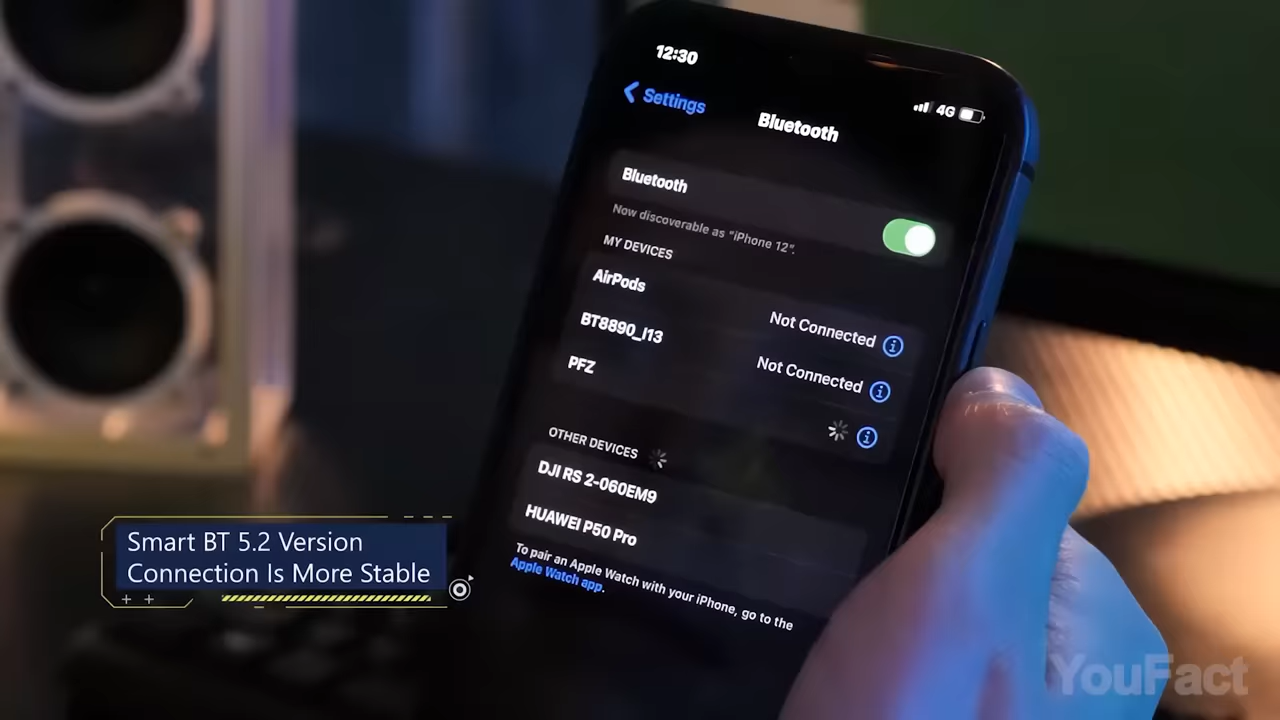 12:30
4G
Settings
Bluetooth
Bluetooth
Now discoverable as "iPhone 12".
MY DEVICES
AirPods
Not Connected
BT8890_I13
Not Connected
PFZ
OTHER DEVICES
DJI RS 2-060EM9
HUAWEI P50 Pro
To pair an Apple Watch with your iPhone, go to the
Apple Watch app.
Smart BT 5.2 Version
Connection Is More Stable
YouFact